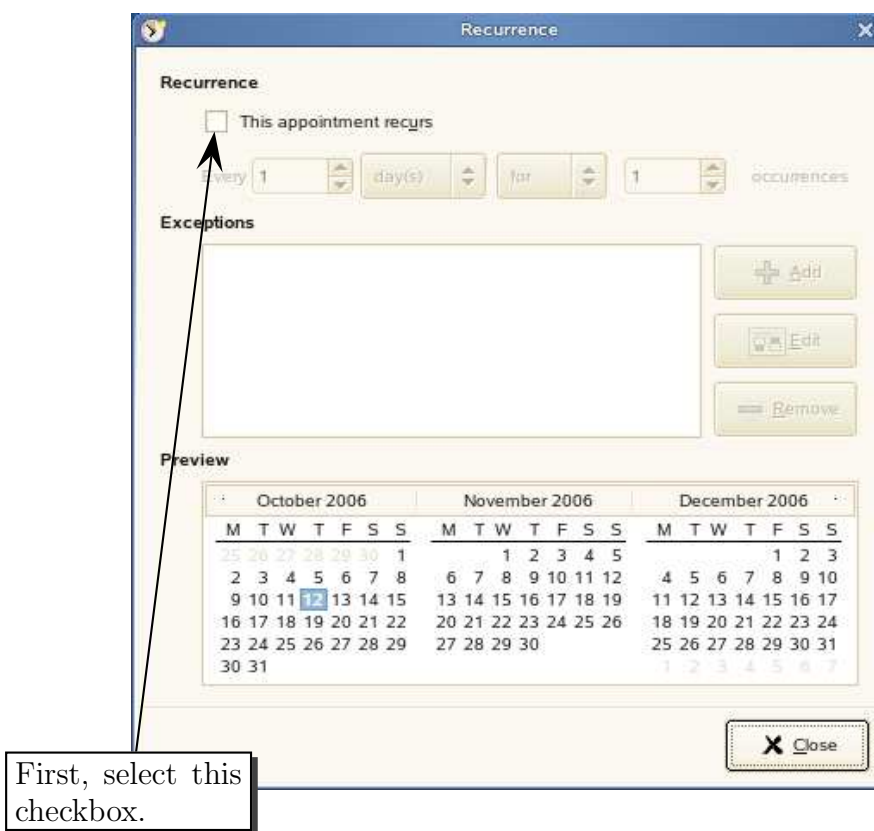 Recurrence
Recurrence
This appointment recurs
Every 1 day(s) for 1 occurrences
Exceptions
Add
Edit
Remove
Preview
October 2006 November 2006 December 2006
M T W T F S S M T W T F S S M T W T F S S
25 26 27 28 29 30 1 1 2 3 4 5 1 2 3
2 3 4 5 6 7 8 6 7 8 9 10 11 12 4 5 6 7 8 9 10
9 10 11 12 13 14 15 13 14 15 16 17 18 19 11 12 13 14 15 16 17
16 17 18 19 20 21 22 20 21 22 23 24 25 26 18 19 20 21 22 23 24
23 24 25 26 27 28 29 27 28 29 30 25 26 27 28 29 30 31
30 31 1 2 3 4 5 6 7
Close
First, select this
checkbox.